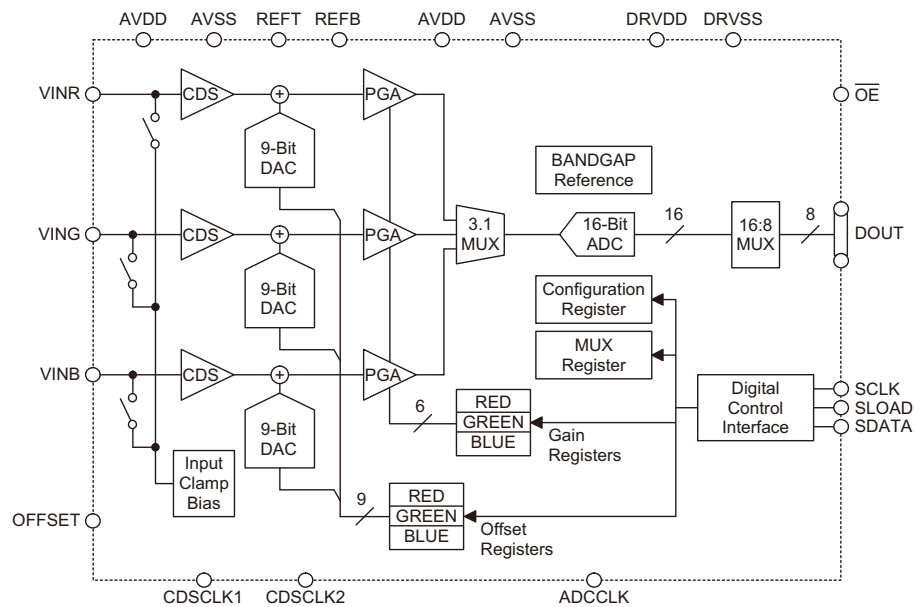 AVDD AVSS REFT REFB AVDD AVSS DRVDD DRVSS
VINR
CDS
+
PGA
OE
9-Bit
DAC
BANDGAP
Reference
VING
CDS
+
PGA
3.1
MUX
16-Bit
ADC
16
16:8
MUX
8
DOUT
9-Bit
DAC
Configuration
Register
MUX
Register
VINB
CDS
+
PGA
9-Bit
DAC
6
RED
GREEN
BLUE
Gain
Registers
Digital
Control
Interface
SCLK
SLOAD
SDATA
Input
Clamp
Bias
9
RED
GREEN
BLUE
Offset
Registers
OFFSET
CDSCLK1 CDSCLK2 ADCCLK